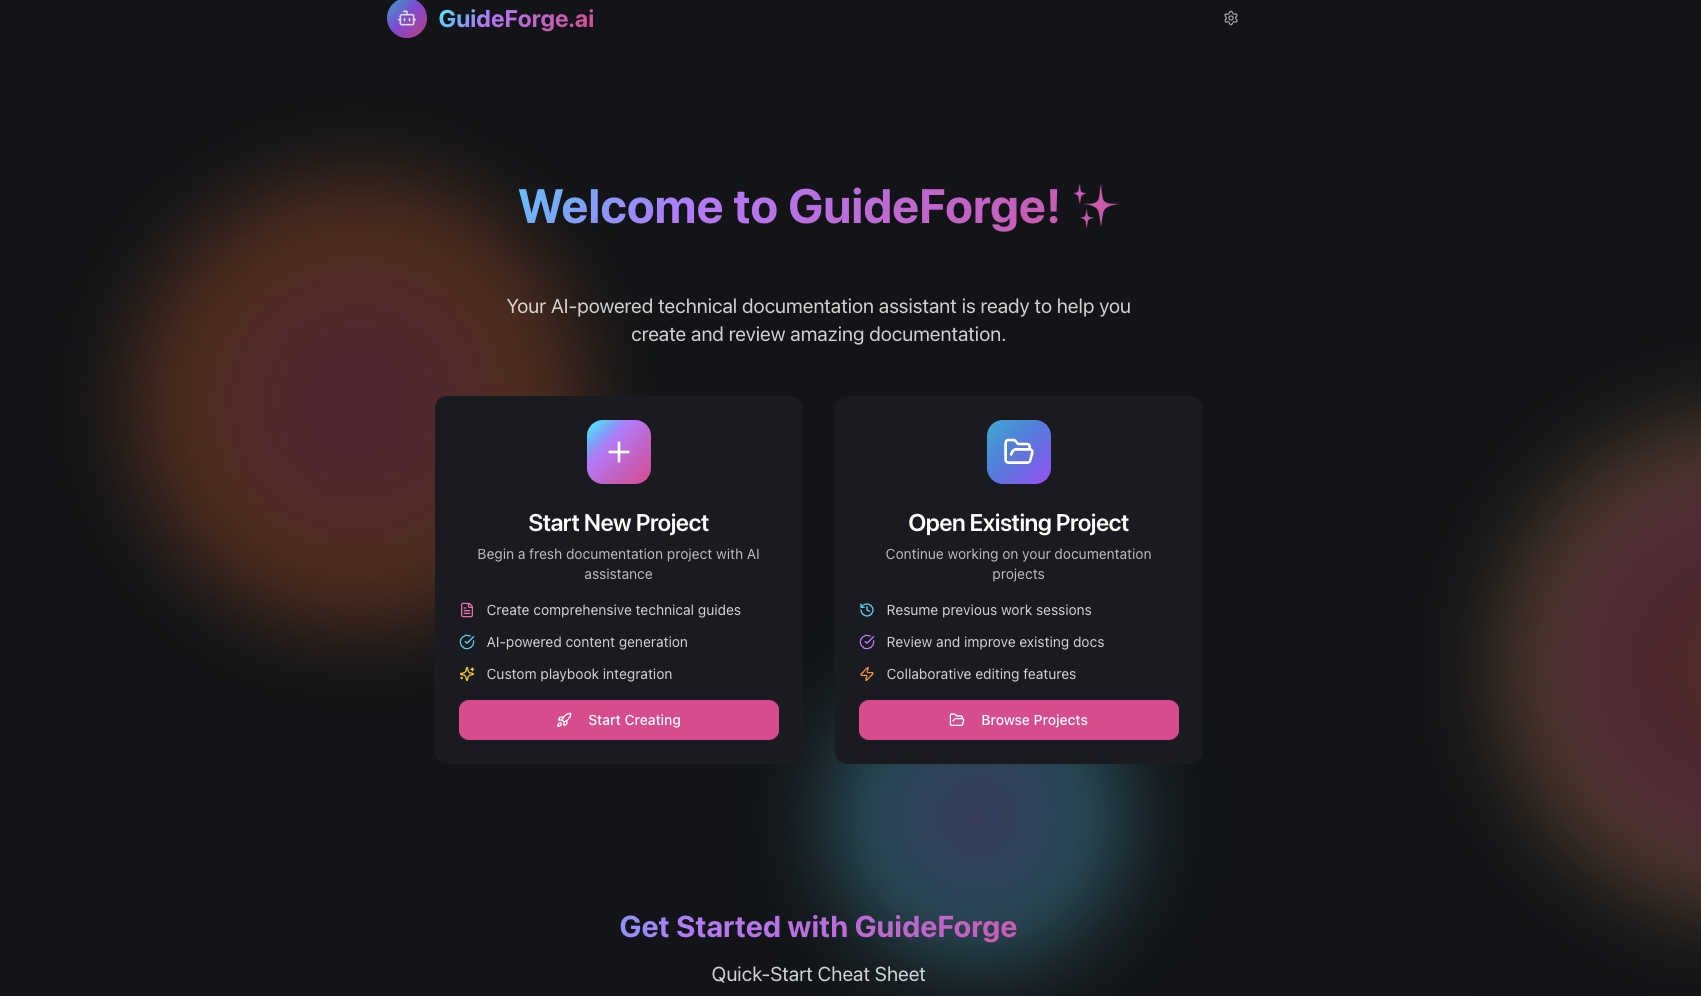 GuideForge.ai
Welcome to GuideForge! ✨
Your AI-powered technical documentation assistant is ready to help you
create and review amazing documentation.
Start New Project
Begin a fresh documentation project with AI
assistance
Create comprehensive technical guides
AI-powered content generation
Custom playbook integration
Start Creating
Open Existing Project
Continue working on your documentation
projects
Resume previous work sessions
Review and improve existing docs
Collaborative editing features
Browse Projects
Get Started with GuideForge
Quick-Start Cheat Sheet